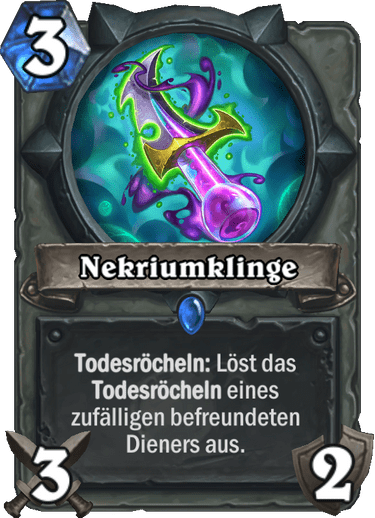 3
Nekriumklinge
Todesröcheln: Löst das
Todesröcheln eines
zufälligen befreundeten
Dieners aus.
3
2